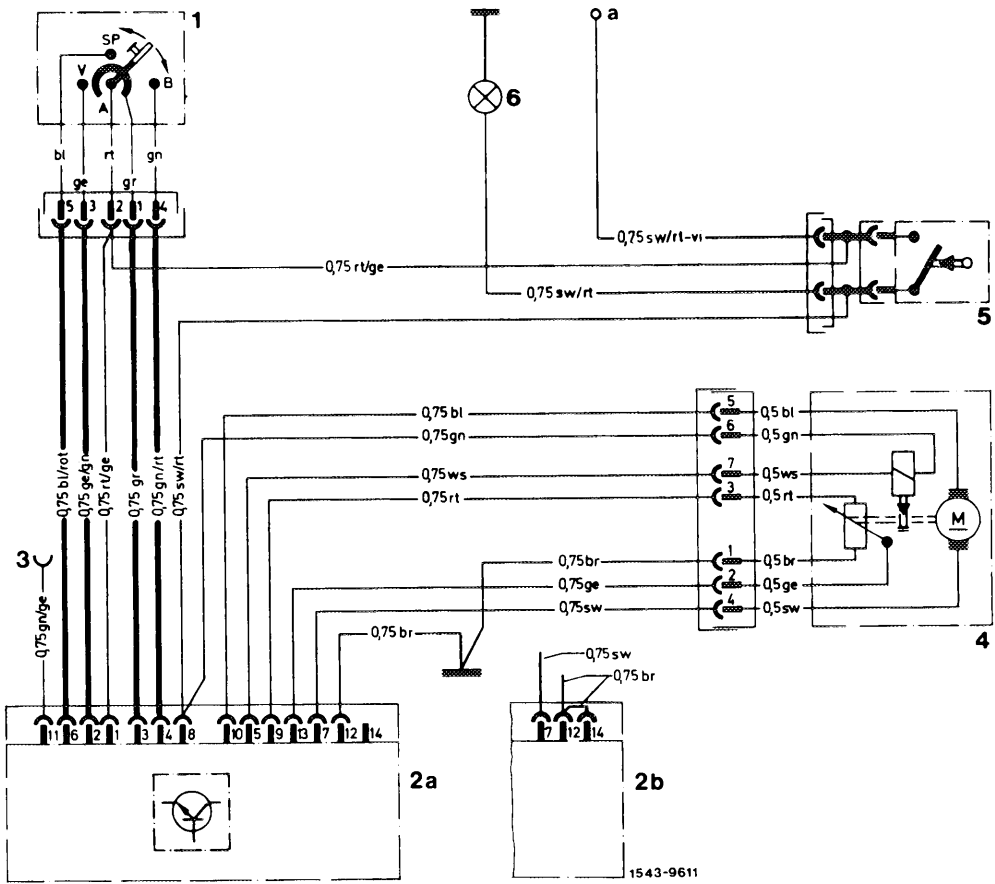 1
SP
V
B
A
bl
rt
gn
ge
gr
5
3
2
1
4
6
a
0,75 sw/rt-vi
0,75 rt/ge
0,75 sw/rt
5
0,75 bl
0,75 gn
0,75 ws
0,75 rt
0,75 br
0,75 ge
0,75 sw
5
6
7
3
1
2
4
0,5 bl
0,5 gn
0,5 ws
0,5 rt
0,5 br
0,5 ge
0,5 sw
M
4
0,75 bl/rot
0,75 ge/gn
0,75 rt/ge
0,75 gr
0,75 gn/rt
0,75 sw/rt
3
0,75 gn/ge
0,75 br
0,75 sw
0,75 br
11
6
2
1
3
4
8
10
5
9
13
7
12
14
2a
7
12
14
2b
1543-9611